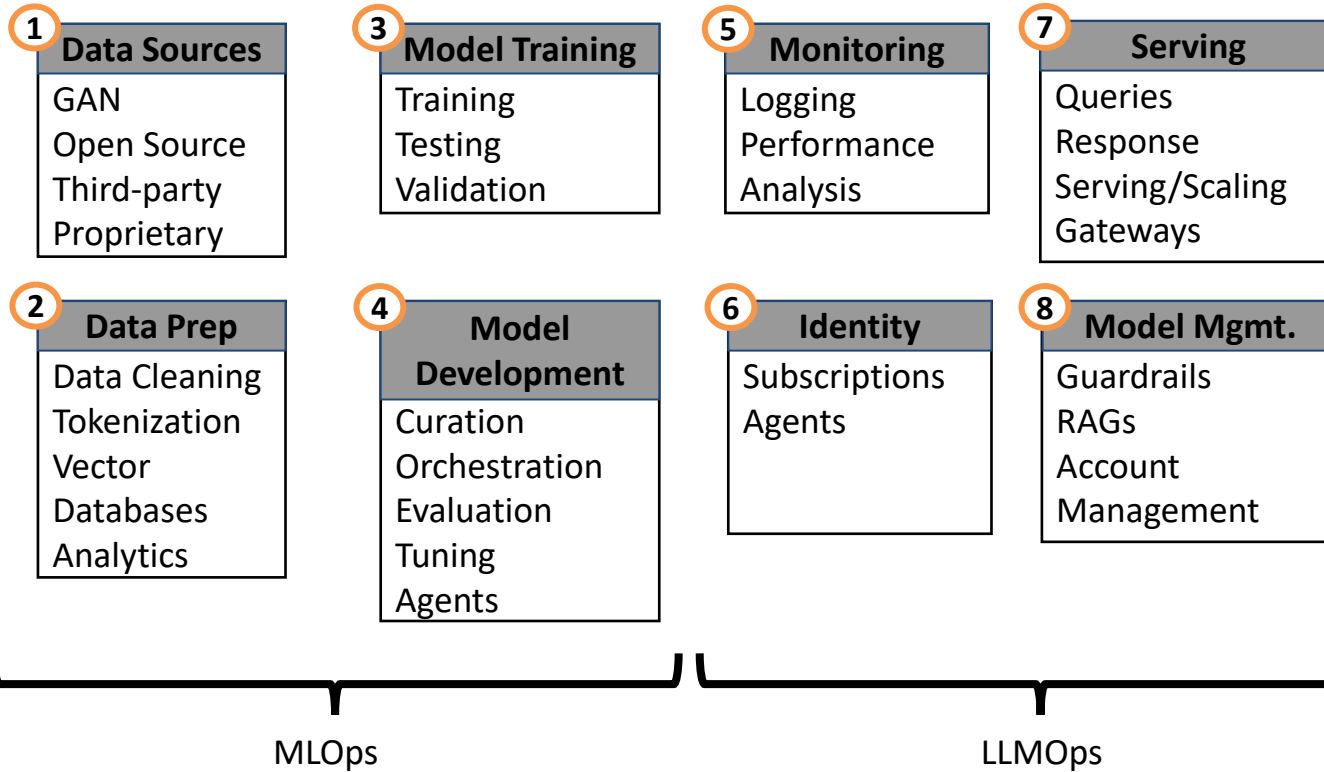 1
Data Sources
GAN
Open Source
Third-party
Proprietary
2
Data Prep
Data Cleaning
Tokenization
Vector
Databases
Analytics
3
Model Training
Training
Testing
Validation
4
Model
Development
Curation
Orchestration
Evaluation
Tuning
Agents
5
Monitoring
Logging
Performance
Analysis
6
Identity
Subscriptions
Agents
7
Serving
Queries
Response
Serving/Scaling
Gateways
8
Model Mgmt.
Guardrails
RAGs
Account
Management
MLOps
LLMOps